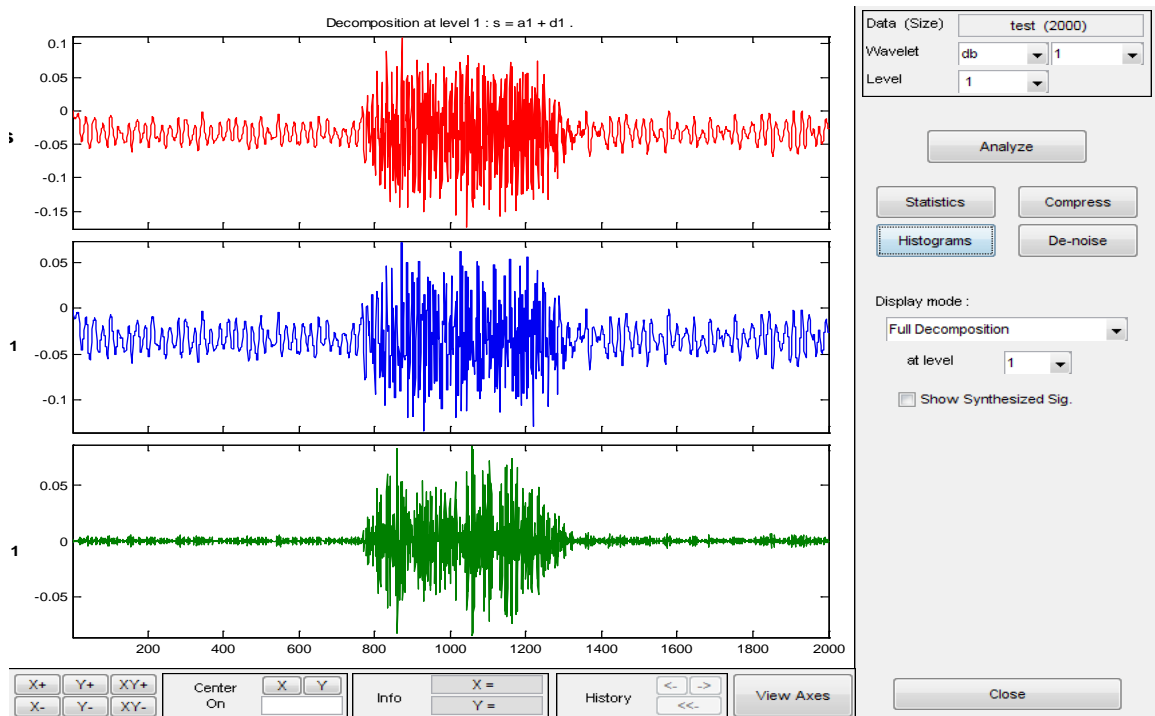 Decomposition at level 1 : s = a1 + d1 .
0.1
0.05
0
-0.05
-0.1
-0.15
0.05
0
-0.05
-0.1
1
0.05
0
-0.05
1
200 400 600 800 1000 1200 1400 1600 1800 2000
Data (Size) test (2000)
Wavelet db 1
Level 1
Analyze
Statistics Compress
Histograms De-noise
Display mode :
Full Decomposition
at level 1
Show Synthesized Sig.
X+ Y+ XY+
X- Y- XY-
Center On X Y
Info X = Y =
History <- -> <<-
View Axes
Close